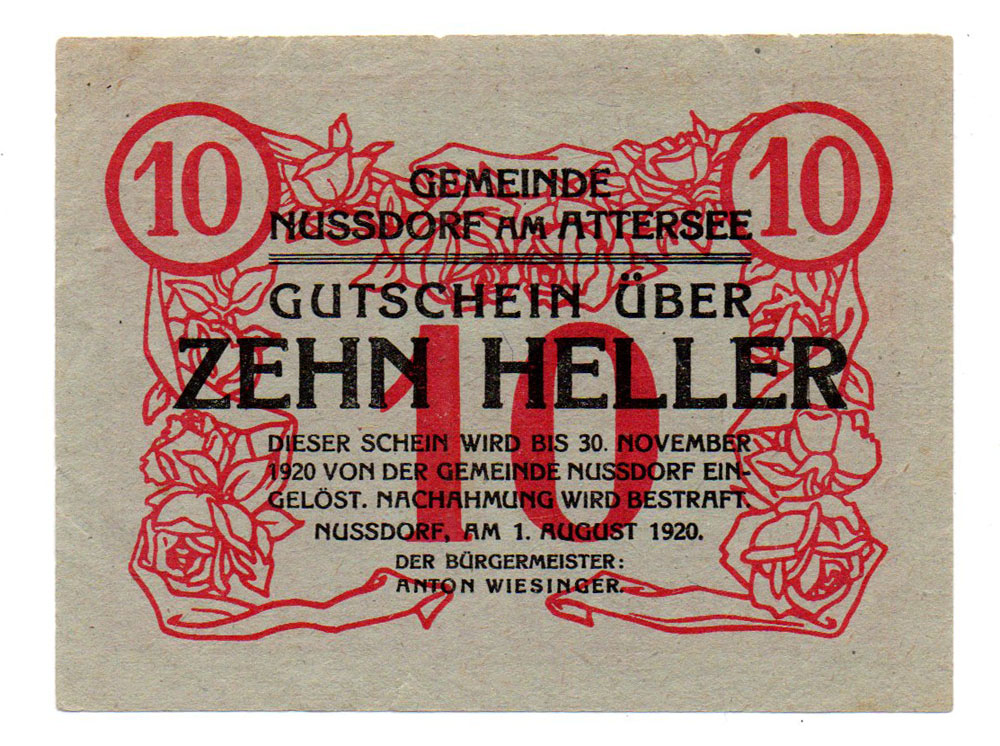 10 10
GEMEINDE
NUSSDORF AM ATTERSEE
GUTSCHEIN ÜBER
ZEHN HELLER
10
DIESER SCHEIN WIRD BIS 30. NOVEMBER
1920 VON DER GEMEINDE NUSSDORF EIN-
GELÖST. NACHAHMUNG WIRD BESTRAFT.
NUSSDORF, AM 1. AUGUST 1920.
DER BÜRGERMEISTER:
ANTON WIESINGER.